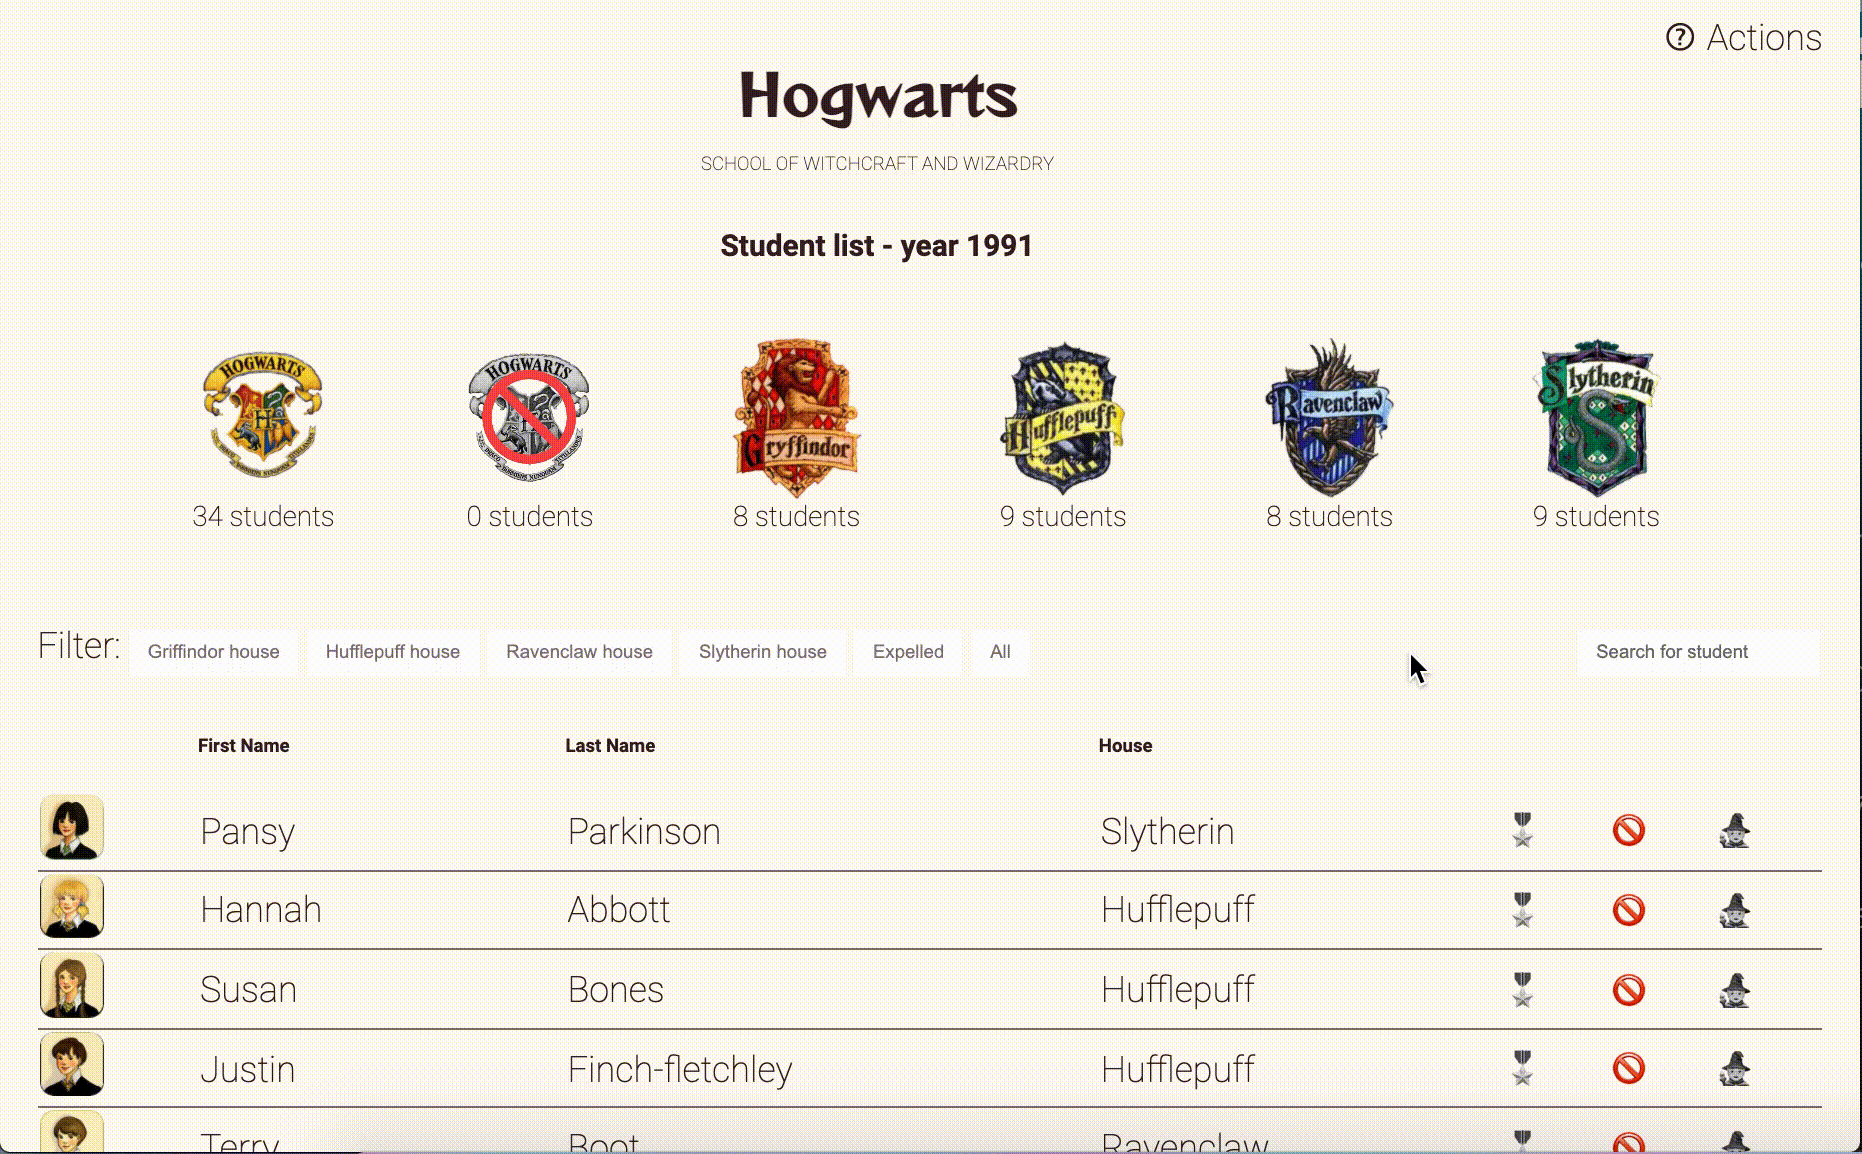 Actions
Hogwarts
SCHOOL OF WITCHCRAFT AND WIZARDRY
Student list - year 1991
HOGWARTS
HOGWARTS
Gryffindor
Hufflepuff
Ravenclaw
Slytherin
34 students
0 students
8 students
9 students
8 students
9 students
Filter: Griffindor house Hufflepuff house Ravenclaw house Slytherin house Expelled All Search for student
First Name Last Name House
Pansy Parkinson Slytherin
Hannah Abbott Hufflepuff
Susan Bones Hufflepuff
Justin Finch-fletchley Hufflepuff
Terry Boot Ravenclaw